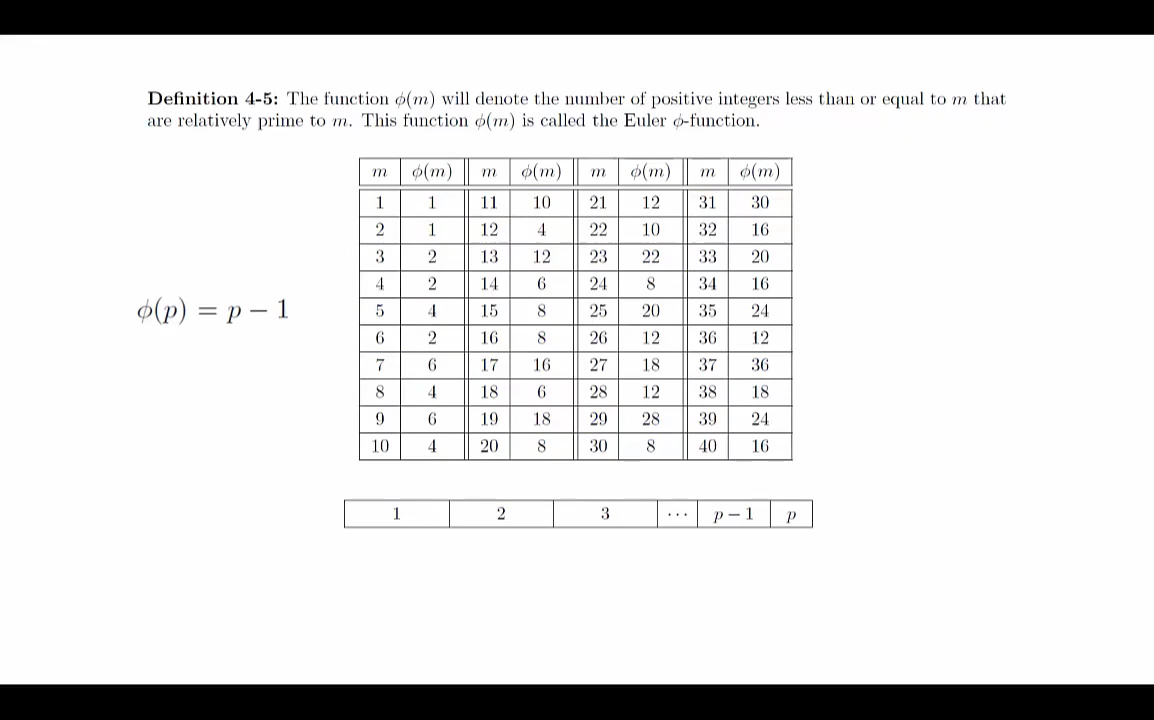 Definition 4-5: The function ϕ(m) will denote the number of positive integers less than or equal to m that
are relatively prime to m. This function ϕ(m) is called the Euler ϕ-function.
m ϕ(m) m ϕ(m) m ϕ(m) m ϕ(m)
1 1 11 10 21 12 31 30
2 1 12 4 22 10 32 16
3 2 13 12 23 22 33 20
4 2 14 6 24 8 34 16
ϕ(p) = p − 1
5 4 15 8 25 20 35 24
6 2 16 8 26 12 36 12
7 6 17 16 27 18 37 36
8 4 18 6 28 12 38 18
9 6 19 18 29 28 39 24
10 4 20 8 30 8 40 16
1 2 3 ⋯ p − 1 p